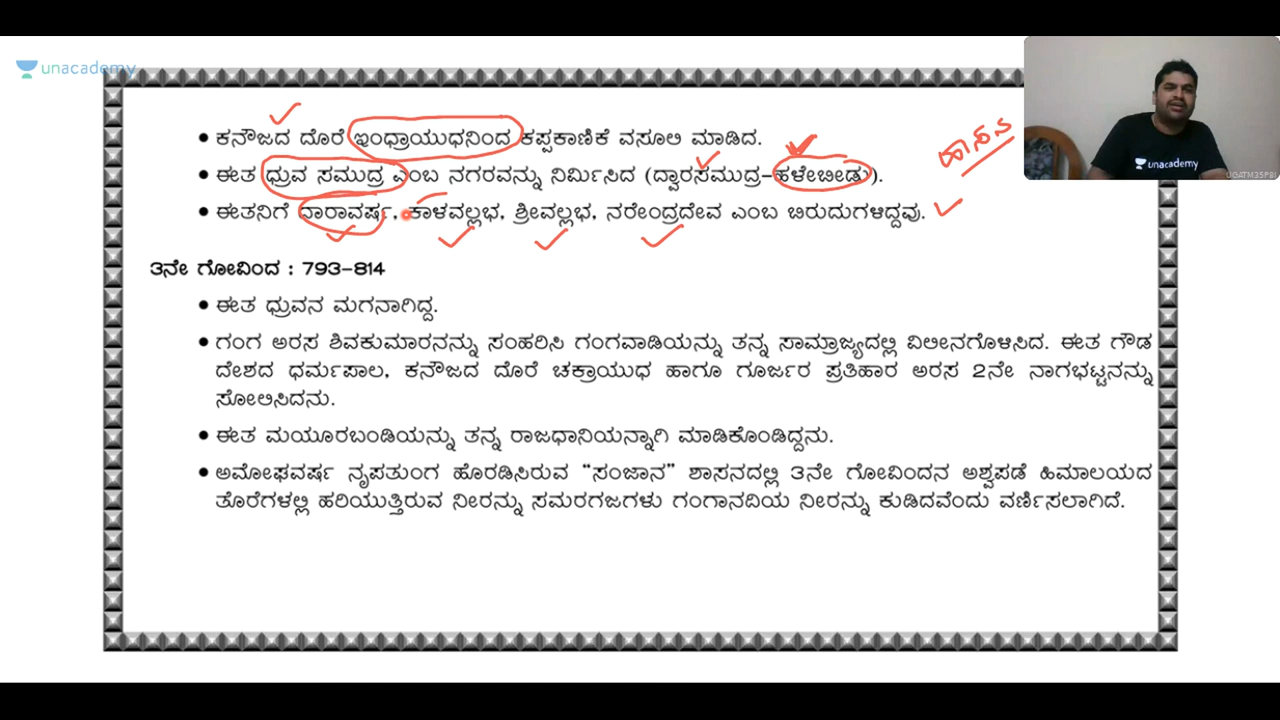 unacademy
ಕನೌಜದ ದೊರೆ ಇಂಧ್ರಾಯುಧನಿಂದ ಕಪ್ಪಕಾಣಿಕೆ ವಸೂಲಿ ಮಾಡಿದ.
ಹಾಸನ
unacademy
ಈತ ಧ್ರುವ ಸಮುದ್ರ ಎಂಬ ನಗರವನ್ನು ನಿರ್ಮಿಸಿದ (ದ್ವಾರಸಮುದ್ರ-ಹಳೇಬೀಡು).
UGATM35P8I
ಈತನಿಗೆ ದಾರಾವರ್ಷ, ಕಾಳವಲ್ಲಭ, ಶ್ರೀವಲ್ಲಭ, ನರೇಂದ್ರದೇವ ಎಂಬ ಬಿರುದುಗಳಿದ್ದವು.
3ನೇ ಗೋವಿಂದ : 793-814
ಈತ ಧ್ರುವನ ಮಗನಾಗಿದ್ದ.
ಗಂಗ ಅರಸ ಶಿವಕುಮಾರನನ್ನು ಸಂಹರಿಸಿ ಗಂಗವಾಡಿಯನ್ನು ತನ್ನ ಸಾಮ್ರಾಜ್ಯದಲ್ಲಿ ವಿಲೀನಗೊಳಸಿದ. ಈತ ಗೌಡ
ದೇಶದ ಧರ್ಮಪಾಲ, ಕನೌಜದ ದೊರೆ ಚಕ್ರಾಯುಧ ಹಾಗೂ ಗೂರ್ಜರ ಪ್ರತಿಹಾರ ಅರಸ 2ನೇ ನಾಗಭಟ್ಟನನ್ನು
ಸೋಲಿಸಿದನು.
ಈತ ಮಯೂರಬಂಡಿಯನ್ನು ತನ್ನ ರಾಜಧಾನಿಯನ್ನಾಗಿ ಮಾಡಿಕೊಂಡಿದ್ದನು.
ಅಮೋಘವರ್ಷ ನೃಪತುಂಗ ಹೊರಡಿಸಿರುವ “ಸಂಜಾನ” ಶಾಸನದಲ್ಲಿ 3ನೇ ಗೋವಿಂದನ ಅಶ್ವಪಡೆ ಹಿಮಾಲಯದ
ತೊರೆಗಳಲ್ಲಿ ಹರಿಯುತ್ತಿರುವ ನೀರನ್ನು ಸಮರಗಜಗಳು ಗಂಗಾನದಿಯ ನೀರನ್ನು ಕುಡಿದವೆಂದು ವರ್ಣಿಸಲಾಗಿದೆ.